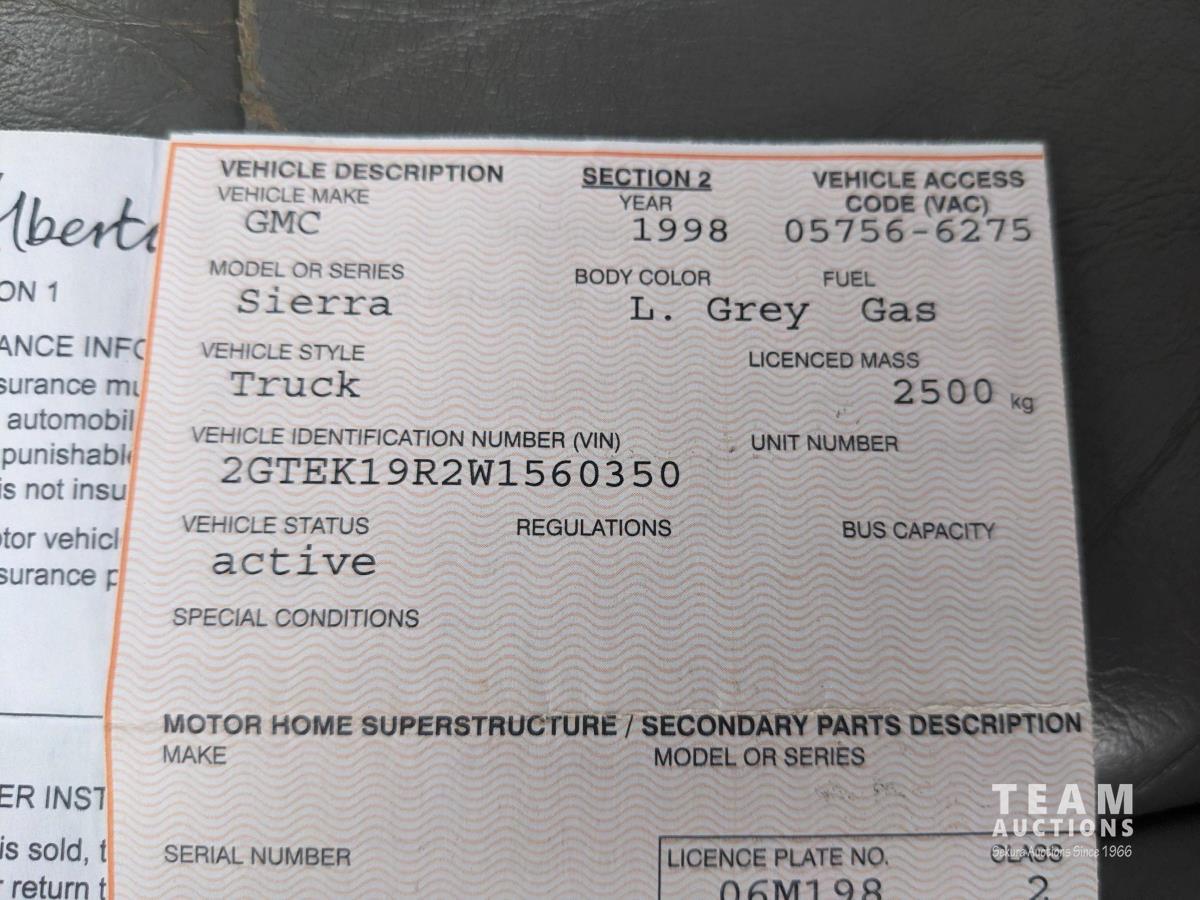 Alberta
ON 1
ANCE INFO
surance mu
automobil
punishable
is not insu
otor vehicl
surance p
ER INST
is sold, t
r return t
VEHICLE DESCRIPTION
SECTION 2
VEHICLE ACCESS
CODE (VAC)
VEHICLE MAKE
YEAR
GMC
1998
05756-6275
MODEL OR SERIES
BODY COLOR
FUEL
Sierra
L. Grey
Gas
VEHICLE STYLE
LICENCED MASS
Truck
2500 kg
VEHICLE IDENTIFICATION NUMBER (VIN)
UNIT NUMBER
2GTEK19R2W1560350
VEHICLE STATUS
REGULATIONS
BUS CAPACITY
active
SPECIAL CONDITIONS
MOTOR HOME SUPERSTRUCTURE / SECONDARY PARTS DESCRIPTION
MAKE
MODEL OR SERIES
SERIAL NUMBER
LICENCE PLATE NO.
CLASS
06M198
2
TEAM
AUCTIONS
Sekura Auctions Since 1966